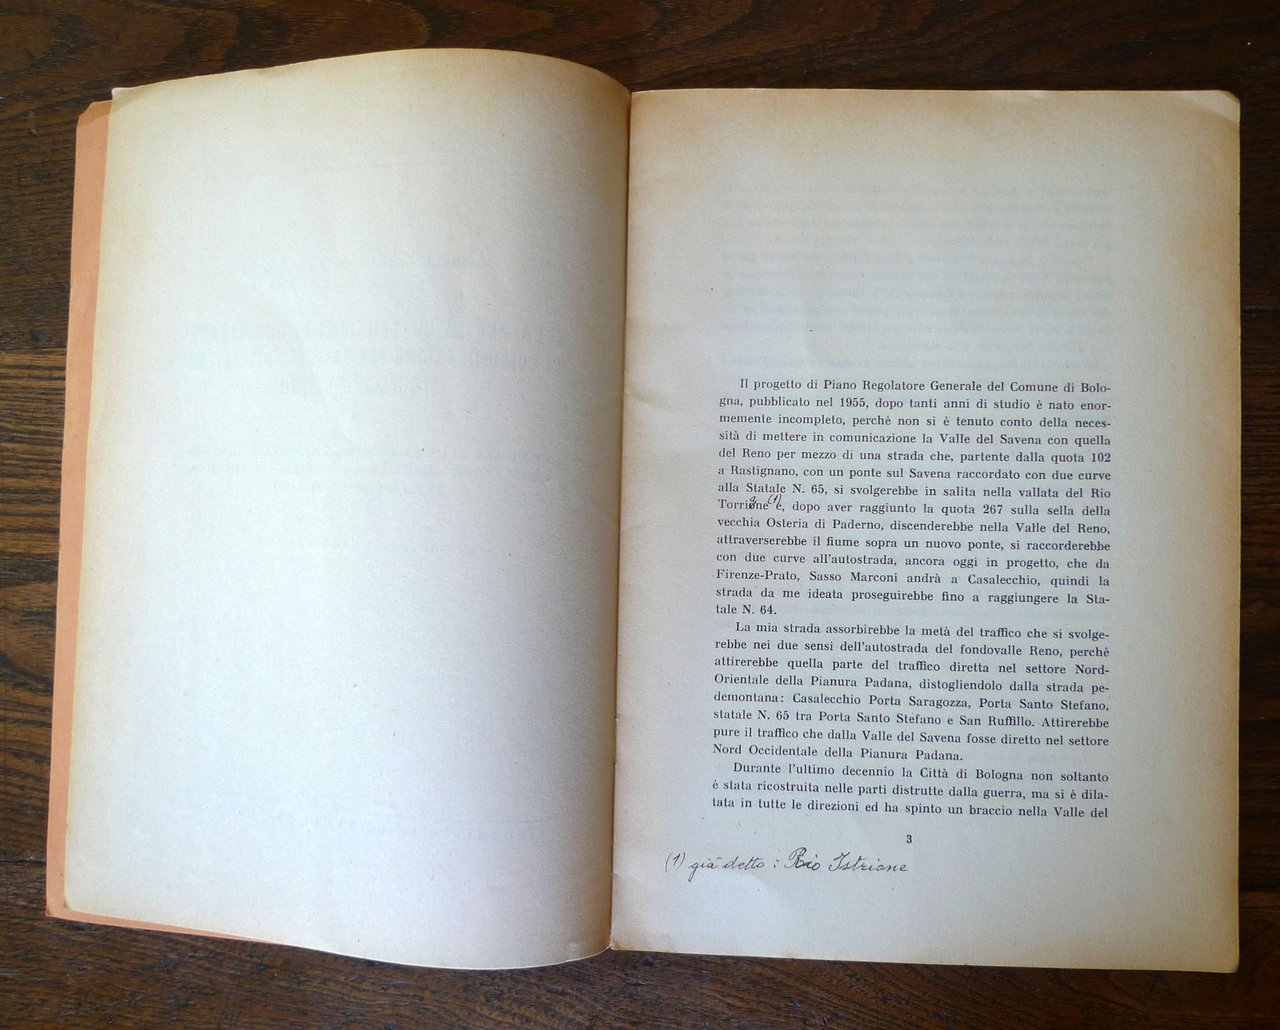 Il progetto di Piano Regolatore Generale del Comune di Bolo-
gna, pubblicato nel 1955, dopo tanti anni di studio è nato enor-
memente incompleto, perchè non si è tenuto conto della neces-
sità di mettere in comunicazione la Valle del Savena con quella
del Reno per mezzo di una strada che, partente dalla quota 102
a Rastignano, con un ponte sul Savena raccordato con due curve
alla Statale N. 65, si svolgerebbe in salita nella vallata del Rio
Torrione (1) e, dopo aver raggiunto la quota 267 sulla sella della
vecchia Osteria di Paderno, discenderebbe nella Valle del Reno,
attraverserebbe il fiume sopra un nuovo ponte, si raccorderebbe
con due curve all'autostrada, ancora oggi in progetto, che da
Firenze-Prato, Sasso Marconi andrà a Casalecchio, quindi la
strada da me ideata proseguirebbe fino a raggiungere la Sta-
tale N. 64.
La mia strada assorbirebbe la metà del traffico che si svolge-
rebbe nei due sensi dell'autostrada del fondovalle Reno, perchè
attirerebbe quella parte del traffico diretta nel settore Nord-
Orientale della Pianura Padana, distogliendolo dalla strada pe-
demontana: Casalecchio Porta Saragozza, Porta Santo Stefano,
statale N. 65 tra Porta Santo Stefano e San Ruffillo. Attirerebbe
pure il traffico che dalla Valle del Savena fosse diretto nel settore
Nord Occidentale della Pianura Padana.
Durante l'ultimo decennio la Città di Bologna non soltanto
è stata ricostruita nelle parti distrutte dalla guerra, ma si è dila-
tata in tutte le direzioni ed ha spinto un braccio nella Valle del
3
(1) già detto: Rio Istriane